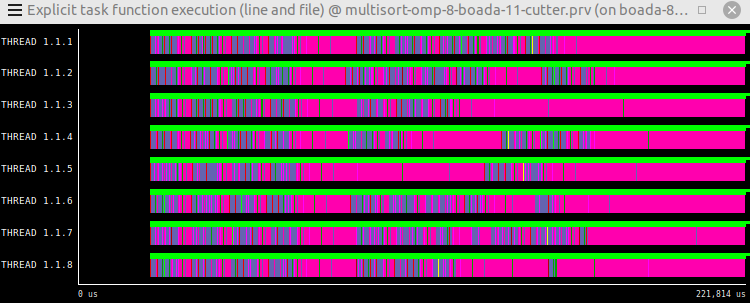 Explicit task function execution (line and file) @ multisort-omp-8-boada-11-cutter.prv (on boada-8...
THREAD 1.1.1
THREAD 1.1.2
THREAD 1.1.3
THREAD 1.1.4
THREAD 1.1.5
THREAD 1.1.6
THREAD 1.1.7
THREAD 1.1.8
0 us 221,814 us